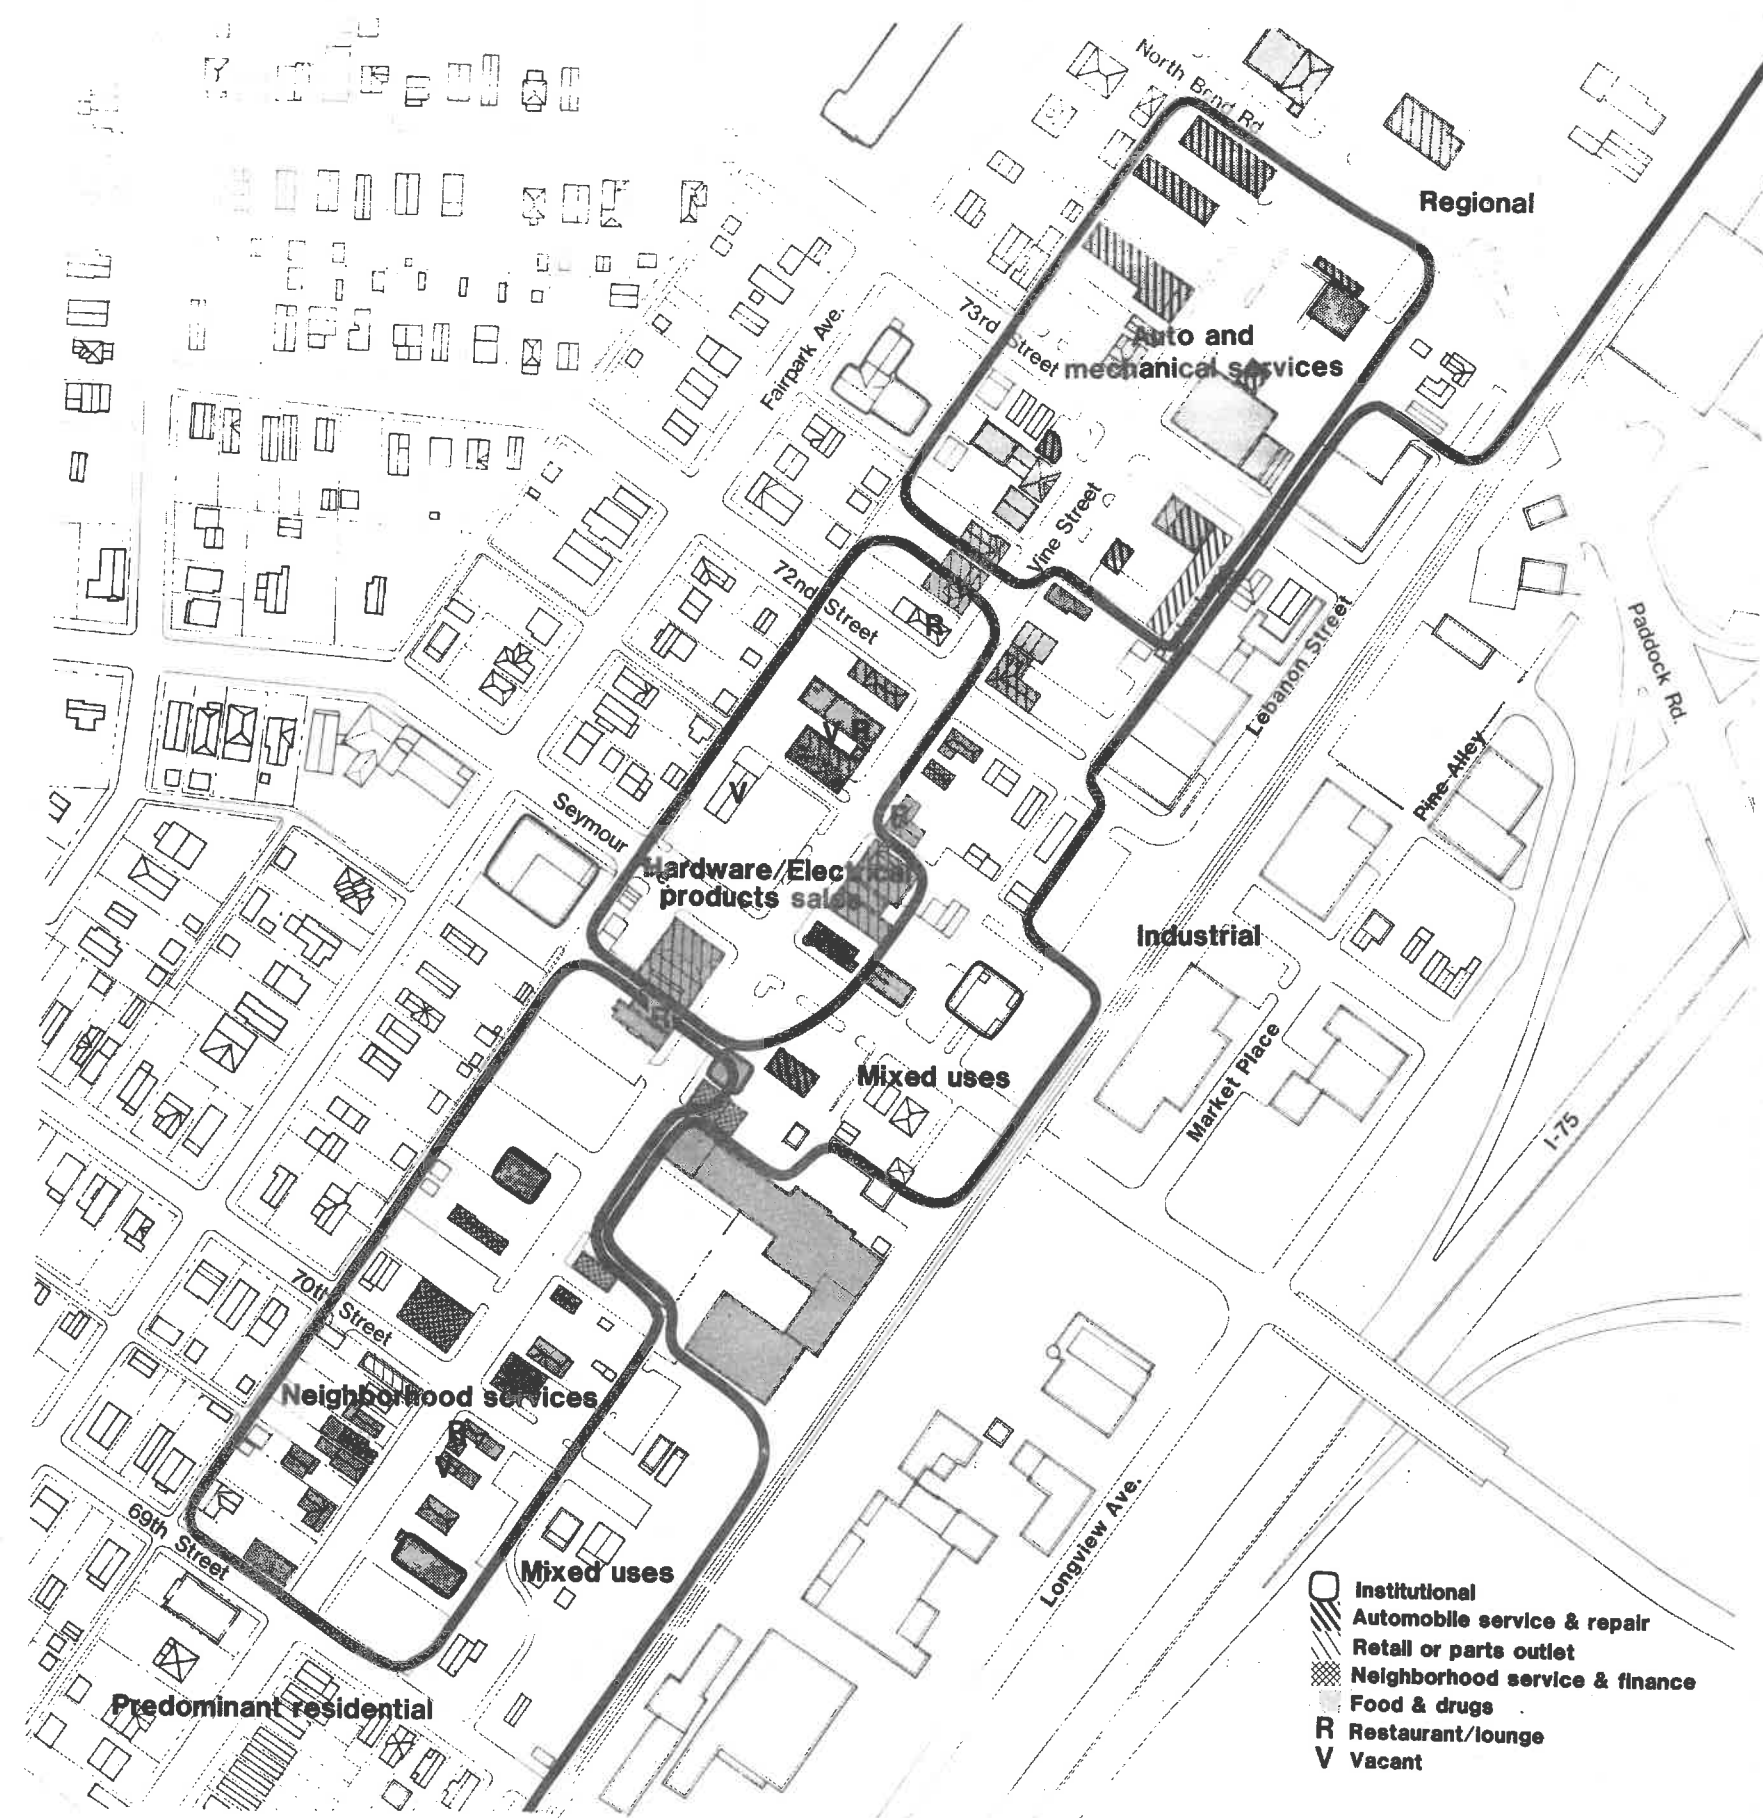 North Bend Rd
Regional
73rd Street
Auto and
mechanical services
Fairpark Ave.
Vine Street
72nd Street
R
Lebanon Street
Paddock Rd.
V R
V
Pine Alley
Seymour
R
Hardware/Electrical
products sales
Industrial
R
Market Place
Mixed uses
I-75
70th Street
Neighborhood services
R
69th Street
Longview Ave.
Mixed uses
Predominant residential
Institutional
Automobile service & repair
Retail or parts outlet
Neighborhood service & finance
Food & drugs
R Restaurant/lounge
V Vacant